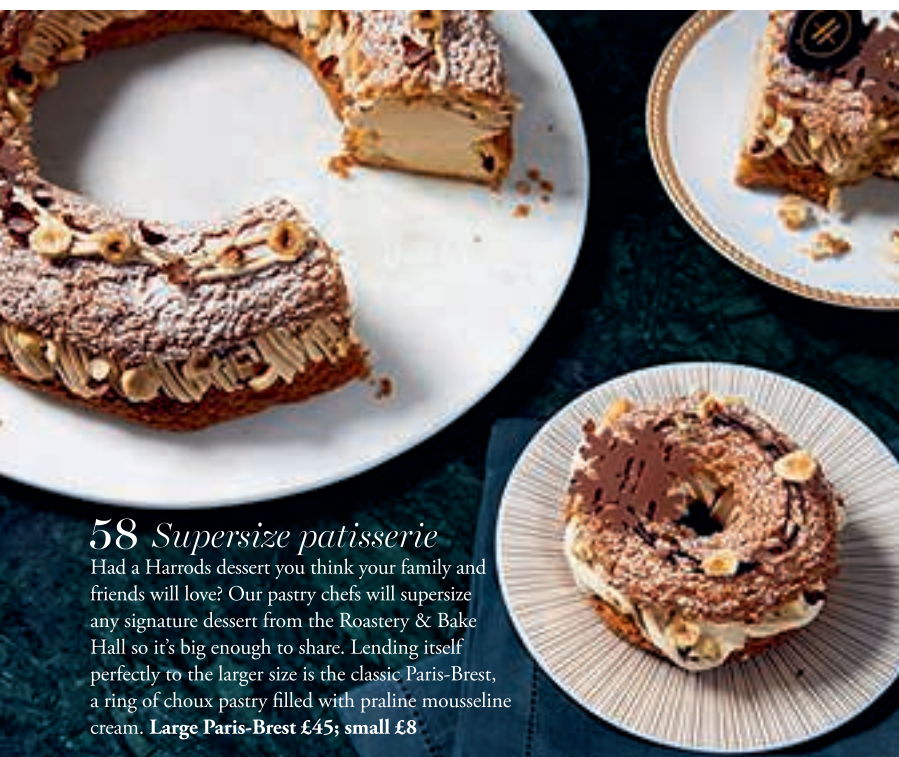 58 Supersize patisserie
Had a Harrods dessert you think your family and
friends will love? Our pastry chefs will supersize
any signature dessert from the Roastery & Bake
Hall so it’s big enough to share. Lending itself
perfectly to the larger size is the classic Paris-Brest,
a ring of choux pastry filled with praline mousseline
cream. Large Paris-Brest £45; small £8